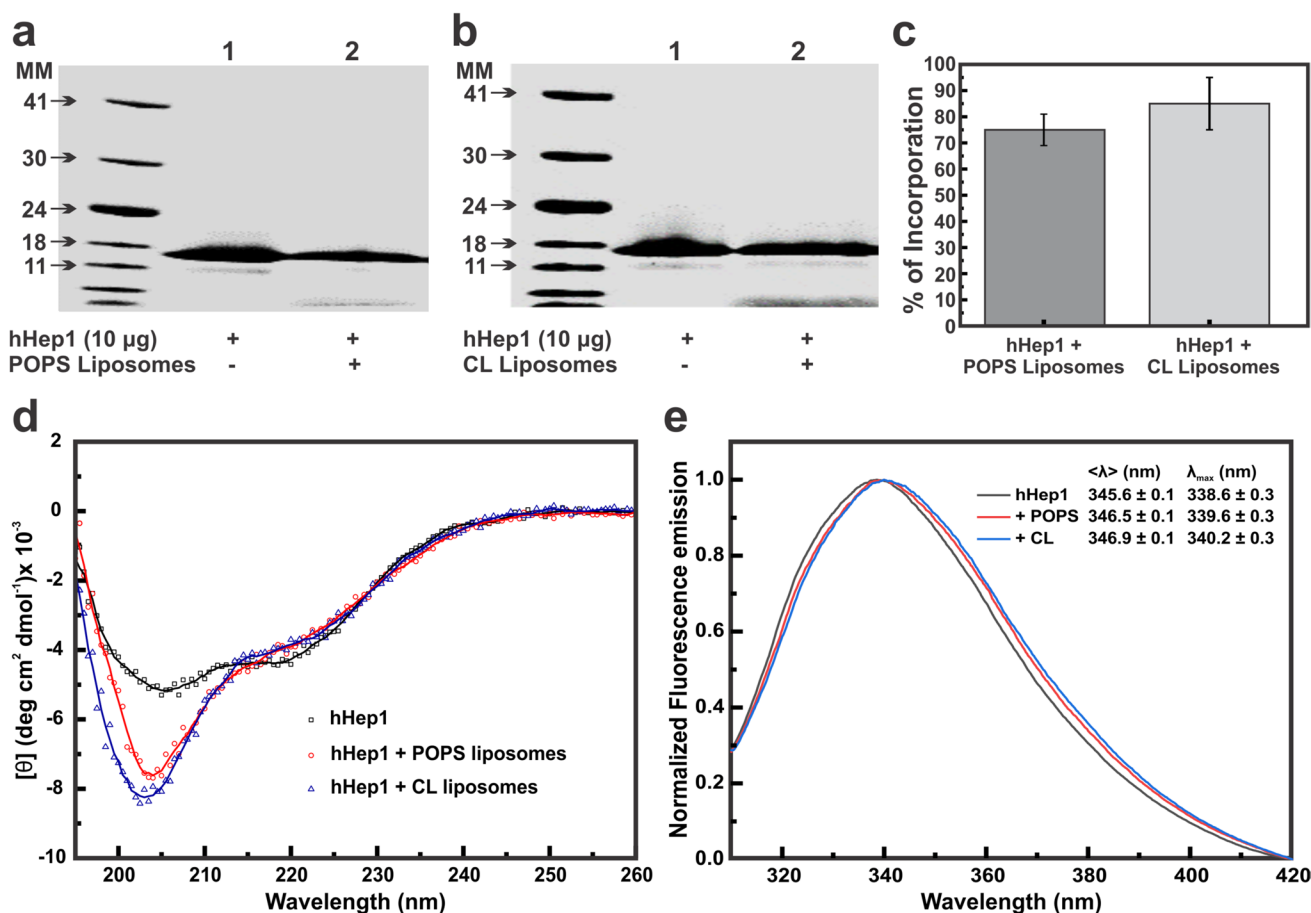 a
1 2
MM
41
30
24
18
11
hHep1 (10 µg) + +
POPS Liposomes - +
b
1 2
MM
41
30
24
18
11
hHep1 (10 µg) + +
CL Liposomes - +
c
% of Incorporation
100
90
80
70
60
50
40
30
20
10
0
hHep1 +
POPS Liposomes
hHep1 +
CL Liposomes
d
[θ] (deg cm² dmol⁻¹)x 10⁻³
2
0
-2
-4
-6
-8
-10
hHep1
hHep1 + POPS liposomes
hHep1 + CL liposomes
200 210 220 230 240 250 260
Wavelength (nm)
e
Normalized Fluorescence emission
1.0
0.8
0.6
0.4
0.2
0.0
<λ> (nm) λmax (nm)
hHep1 345.6 ± 0.1 338.6 ± 0.3
+ POPS 346.5 ± 0.1 339.6 ± 0.3
+ CL 346.9 ± 0.1 340.2 ± 0.3
320 340 360 380 400 420
Wavelength (nm)